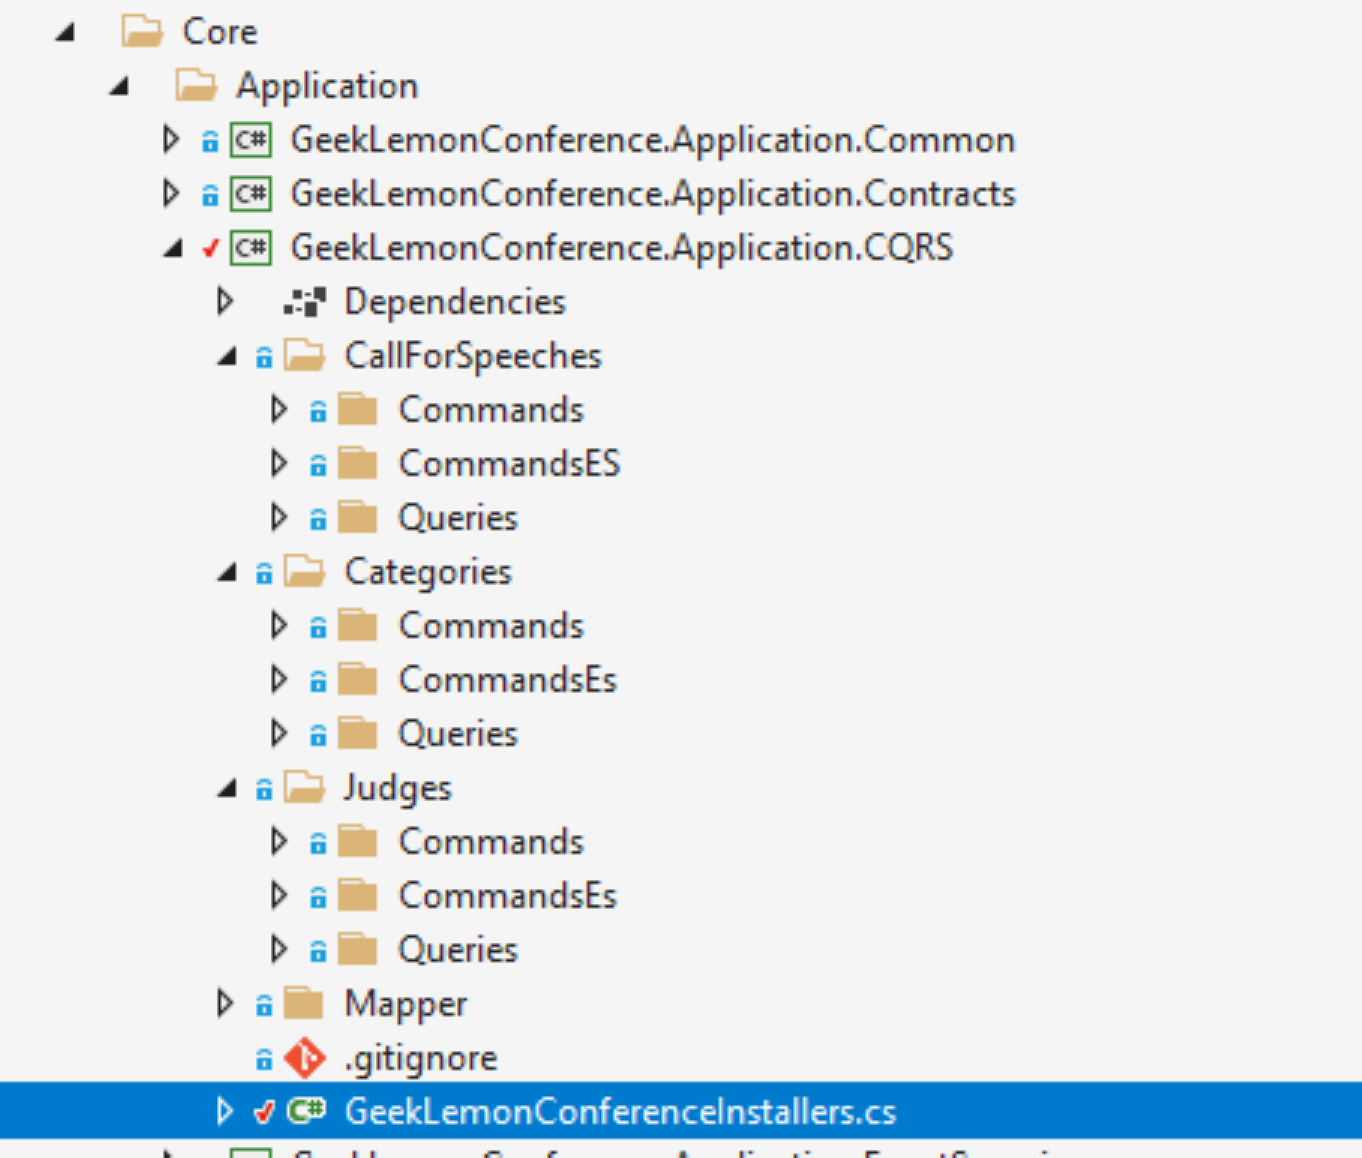 Core
Application
C# GeekLemonConference.Application.Common
C# GeekLemonConference.Application.Contracts
C# GeekLemonConference.Application.CQRS
Dependencies
CallForSpeeches
Commands
CommandsES
Queries
Categories
Commands
CommandsEs
Queries
Judges
Commands
CommandsEs
Queries
Mapper
.gitignore
C# GeekLemonConferenceInstallers.cs